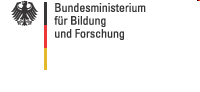 Bundesministerium
für Bildung
und Forschung